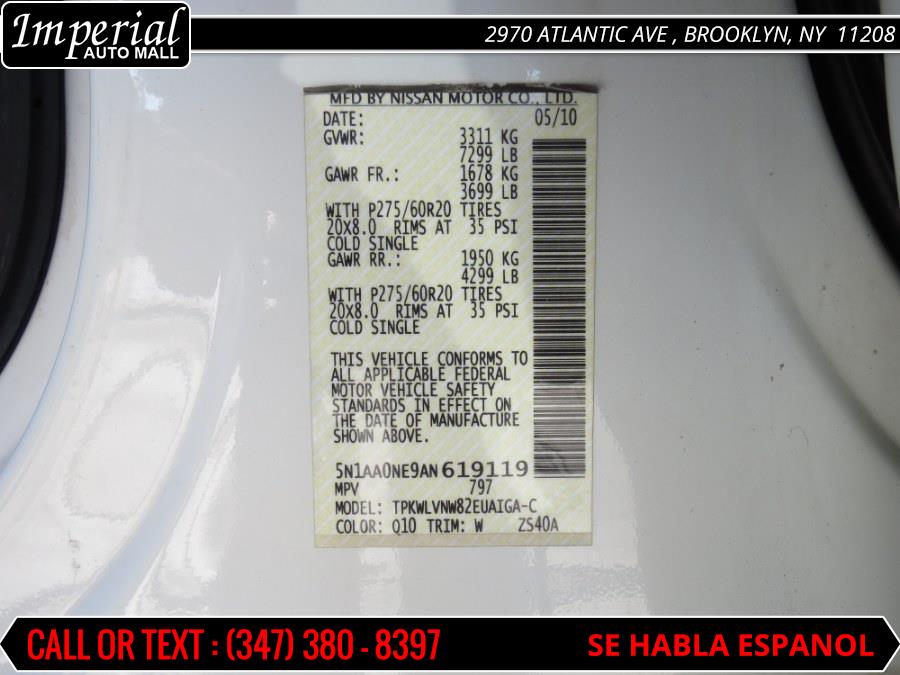 Imperial
AUTO MALL
2970 ATLANTIC AVE , BROOKLYN, NY 11208
MFD BY NISSAN MOTOR CO., LTD.
DATE: 05/10
GVWR: 3311 KG
7299 LB
GAWR FR.: 1678 KG
3699 LB
WITH P275/60R20 TIRES
20X8.0 RIMS AT 35 PSI
COLD SINGLE
GAWR RR.: 1950 KG
4299 LB
WITH P275/60R20 TIRES
20X8.0 RIMS AT 35 PSI
COLD SINGLE
THIS VEHICLE CONFORMS TO
ALL APPLICABLE FEDERAL
MOTOR VEHICLE SAFETY
STANDARDS IN EFFECT ON
THE DATE OF MANUFACTURE
SHOWN ABOVE.
5N1AA0NE9AN619119
MPV 797
MODEL: TPKWLVNW82EUAIGA-C
COLOR: Q10 TRIM: W ZS40A
CALL OR TEXT : (347) 380 - 8397
SE HABLA ESPANOL